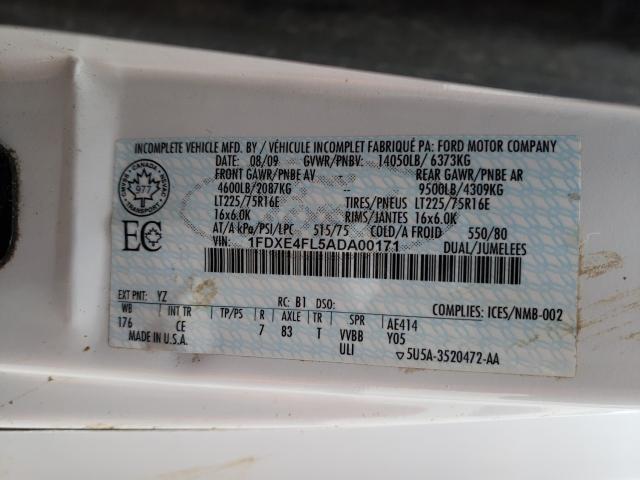 INCOMPLETE VEHICLE MFD. BY / VÉHICULE INCOMPLET FABRIQUÉ PA: FORD MOTOR COMPANY
DATE: 08/09 GVWR/PNBV: 14050LB/ 6373KG
FRONT GAWR/PNBE AV REAR GAWR/PNBE AR
4600LB/2087KG 9500LB/4309KG
LT225/75R16E TIRES/PNEUS LT225/75R16E
16x6.0K RIMS/JANTES 16x6.0K
AT/A kPa/PSI/LPC 515/75 COLD/A FROID 550/80
VIN: 1FDXE4FL5ADA00171 DUAL/JUMELEES
CANADA
977
TRANSPORT
EC
EXT PNT: YZ RC: B1 DSO: COMPLIES: ICES/NMB-002
WB INT TR TP/PS R AXLE TR SPR AE414
176 CE 7 83 T VVBB Y05
MADE IN U.S.A. ULI 5U5A-3520472-AA